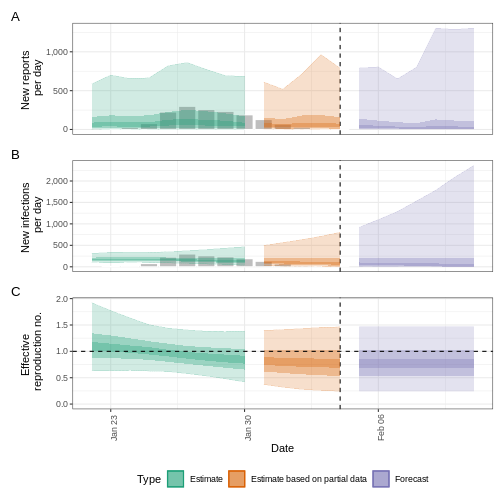 A
New reports
per day
1,000
500
0
B
New infections
per day
2,000
1,500
1,000
500
0
C
Effective
reproduction no.
2.0
1.5
1.0
0.5
0.0
Jan 23
Jan 30
Feb 06
Date
Type
Estimate
Estimate based on partial data
Forecast